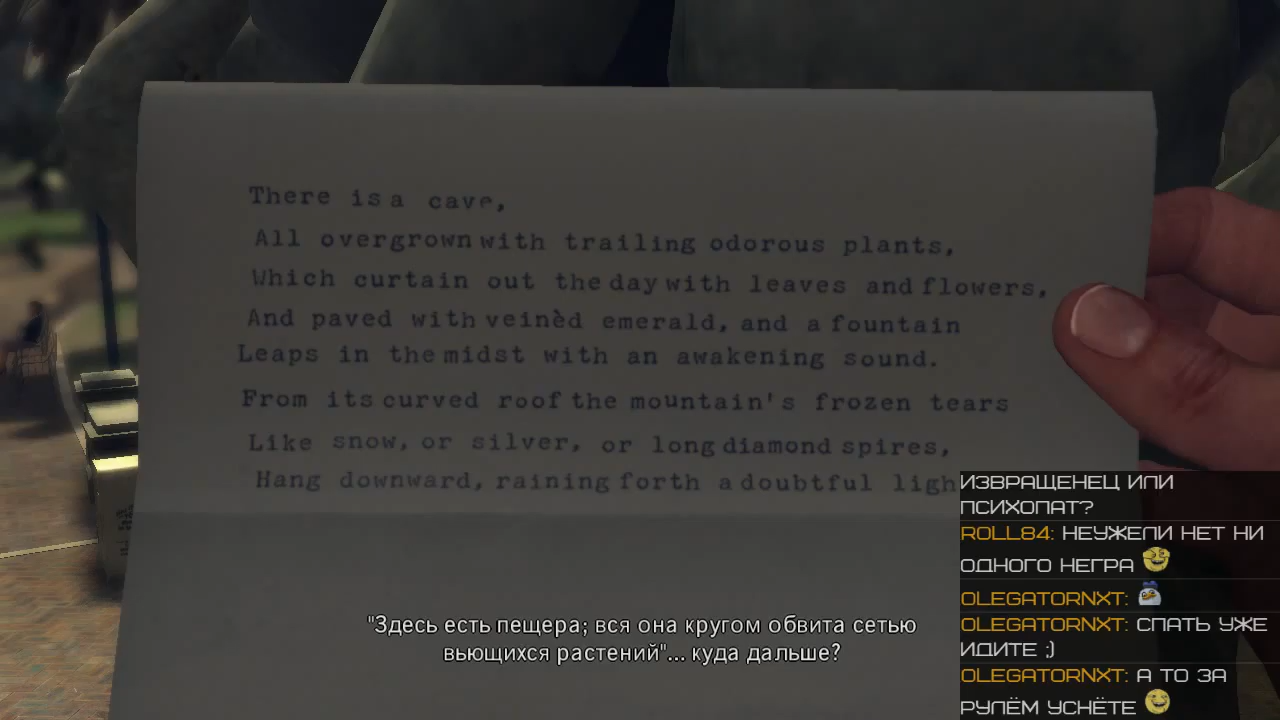 There is a cave,
All overgrown with trailing odorous plants,
Which curtain out the day with leaves and flowers,
And paved with veinèd emerald, and a fountain
Leaps in the midst with an awakening sound.
From its curved roof the mountain's frozen tears
Like snow, or silver, or long diamond spires,
Hang downward, raining forth a doubtful ligh
"Здесь есть пещера; вся она кругом обвита сетью
вьющихся растений"... куда дальше?
ИЗВРАЩЕНЕЦ ИЛИ
ПСИХОПАТ?
ROLL84: НЕУЖЕЛИ НЕТ НИ
ОДНОГО НЕГРА
OLEGATORNXT:
OLEGATORNXT: СПАТЬ УЖЕ
ИДИТЕ ;)
OLEGATORNXT: А ТО ЗА
РУЛЁМ УСНЁТЕ